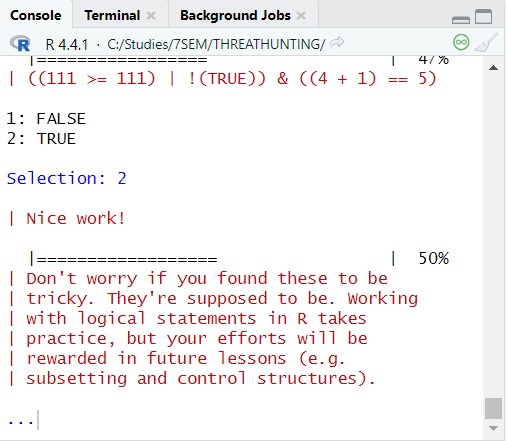 Console Terminal × Background Jobs ×
R R 4.4.1 · C:/Studies/7SEM/THREATHUNTING/
|================= | 47%
| ((111 >= 111) | !(TRUE)) & ((4 + 1) == 5)
1: FALSE
2: TRUE
Selection: 2
| Nice work!
|================== | 50%
| Don't worry if you found these to be
| tricky. They're supposed to be. Working
| with logical statements in R takes
| practice, but your efforts will be
| rewarded in future lessons (e.g.
| subsetting and control structures).
...